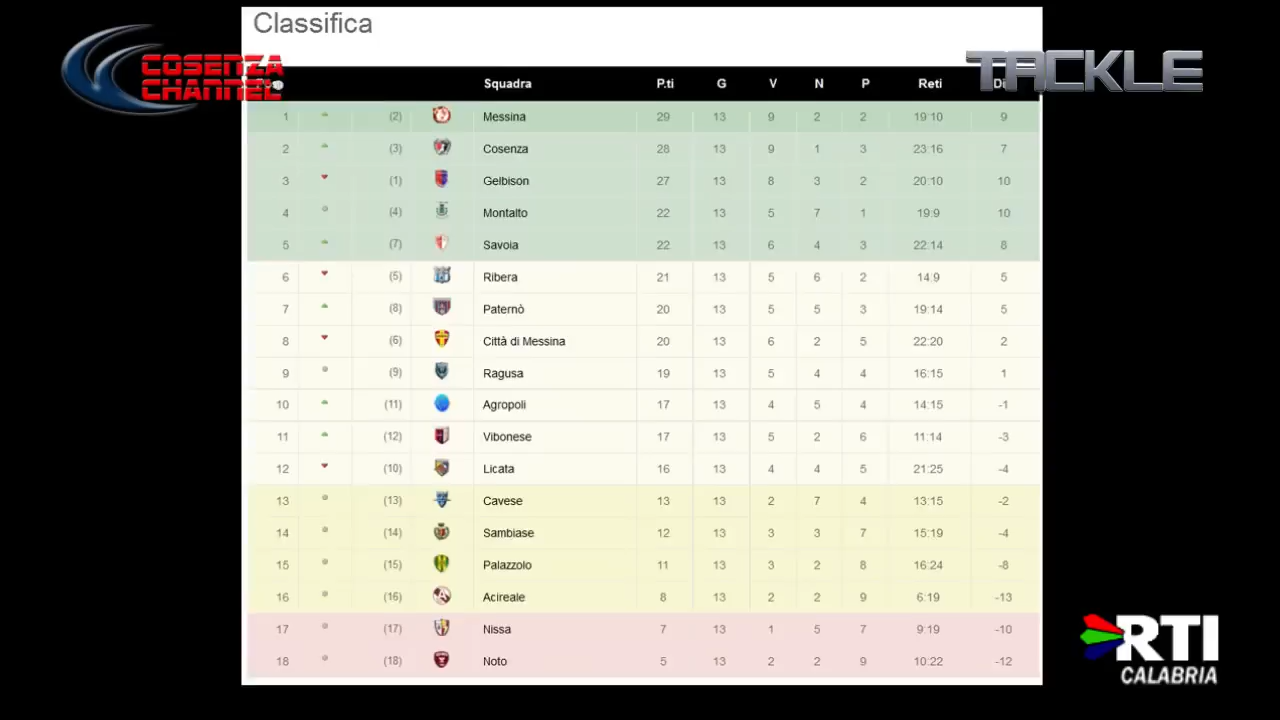 Classifica
COSENZA
CHANNEL
TACKLE
Squadra P.ti G V N P Reti
1 (2) Messina 29 13 9 2 2 19:10 9
2 (3) Cosenza 28 13 9 1 3 23:16 7
3 (1) Gelbison 27 13 8 3 2 20:10 10
4 (4) Montalto 22 13 5 7 1 19:9 10
5 (7) Savoia 22 13 6 4 3 22:14 8
6 (5) Ribera 21 13 5 6 2 14:9 5
7 (8) Paternò 20 13 5 5 3 19:14 5
8 (6) Città di Messina 20 13 6 2 5 22:20 2
9 (9) Ragusa 19 13 5 4 4 16:15 1
10 (11) Agropoli 17 13 4 5 4 14:15 -1
11 (12) Vibonese 17 13 5 2 6 11:14 -3
12 (10) Licata 16 13 4 4 5 21:25 -4
13 (13) Cavese 13 13 2 7 4 13:15 -2
14 (14) Sambiase 12 13 3 3 7 15:19 -4
15 (15) Palazzolo 11 13 3 2 8 16:24 -8
16 (16) Acireale 8 13 2 2 9 6:19 -13
17 (17) Nissa 7 13 1 5 7 9:19 -10
18 (18) Noto 5 13 2 2 9 10:22 -12
RTI
CALABRIA